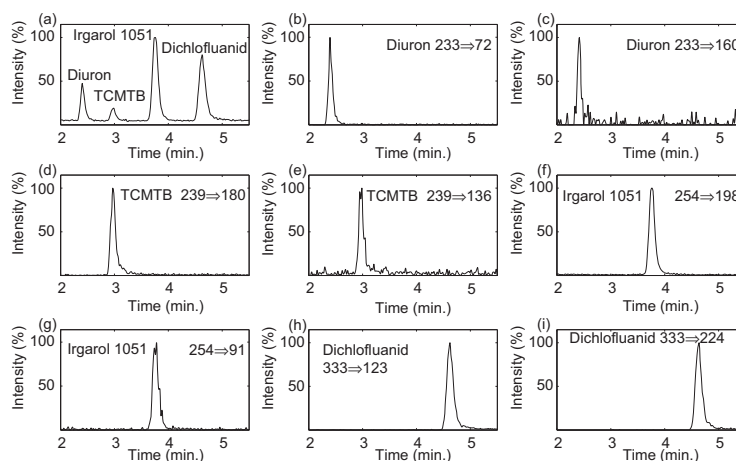 (a)
Intensity (%)
100
50
Irgarol 1051
Dichlofluanid
Diuron
TCMTB
2 3 4 5
Time (min.)
(b)
Intensity (%)
100
50
Diuron 233⇒72
2 3 4 5
Time (min.)
(c)
Intensity (%)
100
50
Diuron 233⇒160
2 3 4 5
Time (min.)
(d)
Intensity (%)
100
50
TCMTB 239⇒180
2 3 4 5
Time (min.)
(e)
Intensity (%)
100
50
TCMTB 239⇒136
2 3 4 5
Time (min.)
(f)
Intensity (%)
100
50
Irgarol 1051 254⇒198
2 3 4 5
Time (min.)
(g)
Intensity (%)
100
50
Irgarol 1051 254⇒91
2 3 4 5
Time (min.)
(h)
Intensity (%)
100
50
Dichlofluanid
333⇒123
2 3 4 5
Time (min.)
(i)
Intensity (%)
100
50
Dichlofluanid 333⇒224
2 3 4 5
Time (min.)